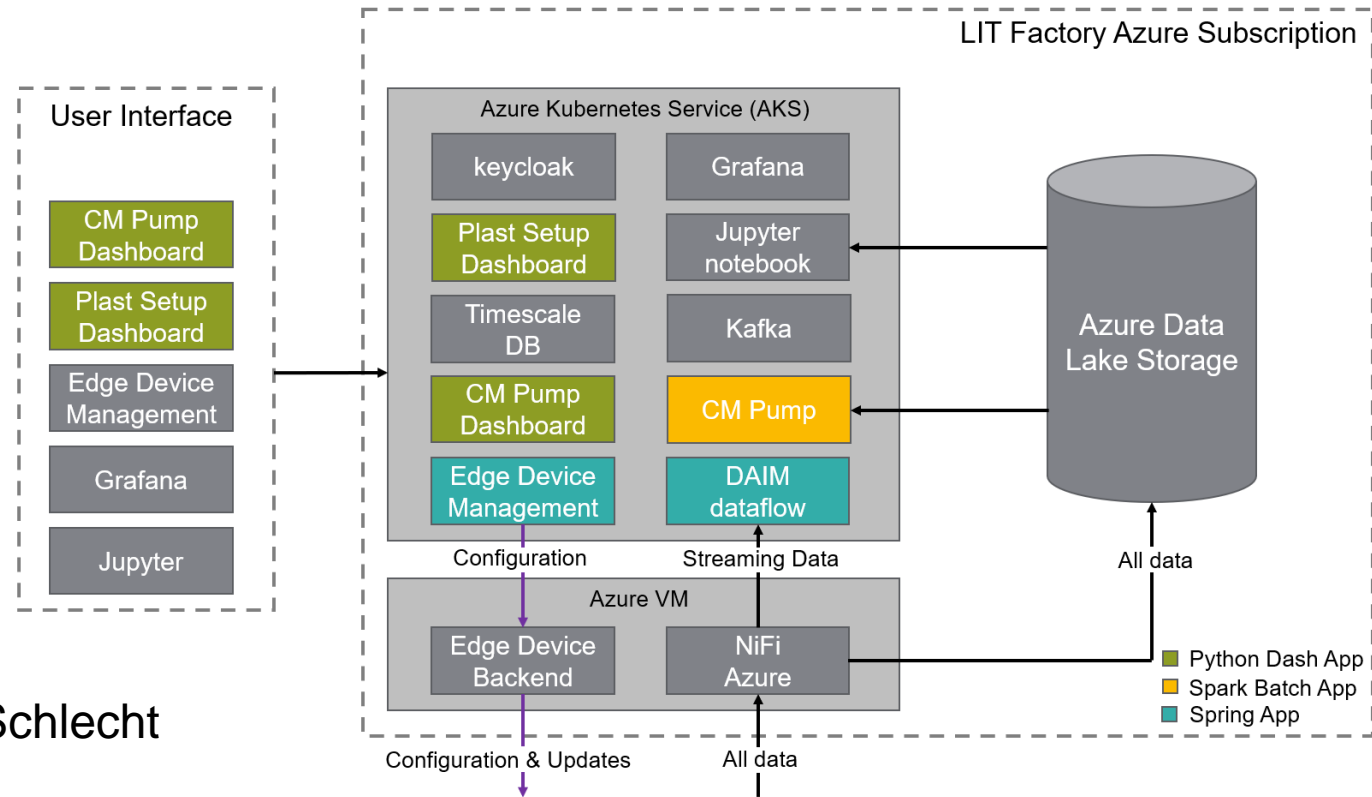 LIT Factory Azure Subscription
User Interface
CM Pump
Dashboard
Plast Setup
Dashboard
Edge Device
Management
Grafana
Jupyter
Azure Kubernetes Service (AKS)
keycloak
Grafana
Plast Setup
Dashboard
Jupyter
notebook
Timescale
DB
Kafka
CM Pump
Dashboard
CM Pump
Edge Device
Management
DAIM
dataflow
Azure Data
Lake Storage
Configuration
Streaming Data
All data
Azure VM
Edge Device
Backend
NiFi
Azure
Python Dash App
Spark Batch App
Spring App
Schlecht
Configuration & Updates
All data